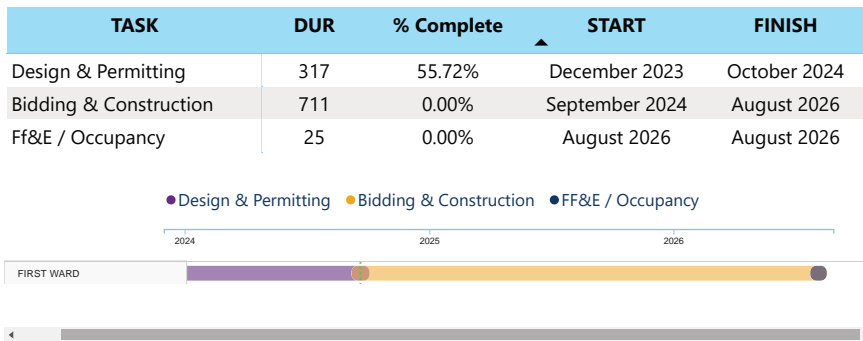 TASK DUR % Complete START FINISH
Design & Permitting 317 55.72% December 2023 October 2024
Bidding & Construction 711 0.00% September 2024 August 2026
Ff&E / Occupancy 25 0.00% August 2026 August 2026
Design & Permitting Bidding & Construction FF&E / Occupancy
2024 2025 2026
FIRST WARD